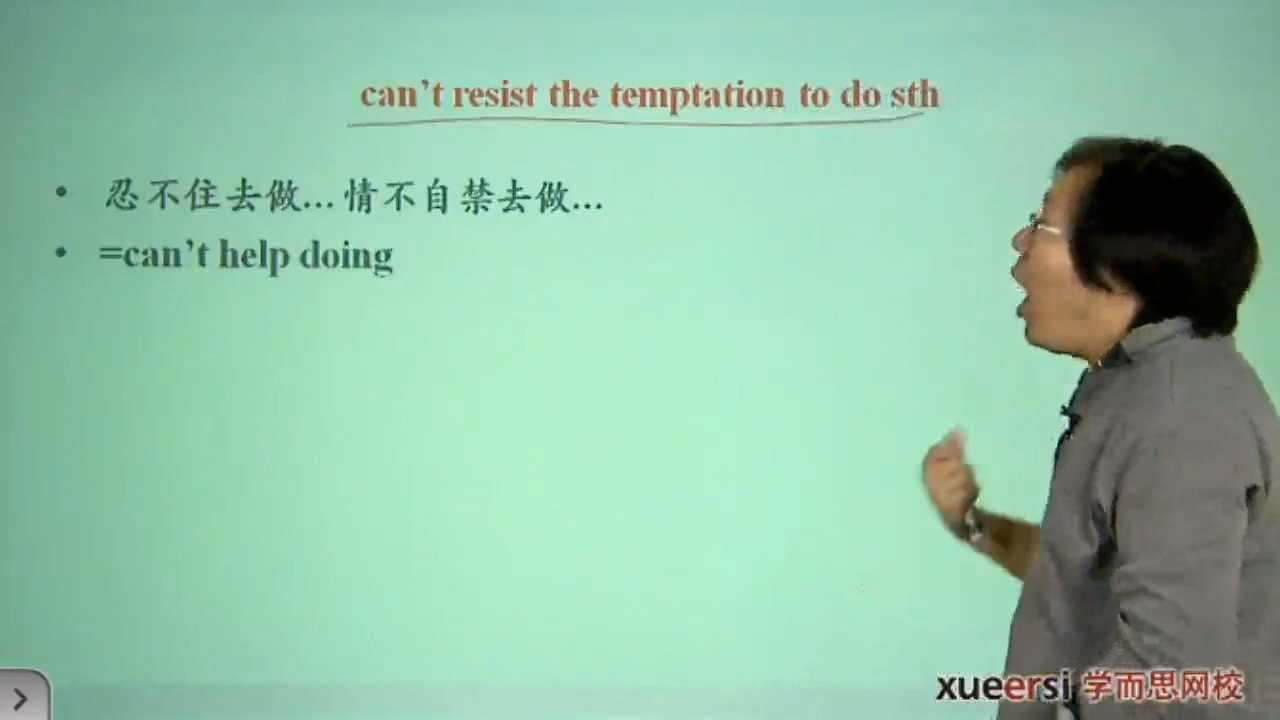 can't resist the temptation to do sth
• 忍不住去做...情不自禁去做...
• =can't help doing
xueersi 学而思网校